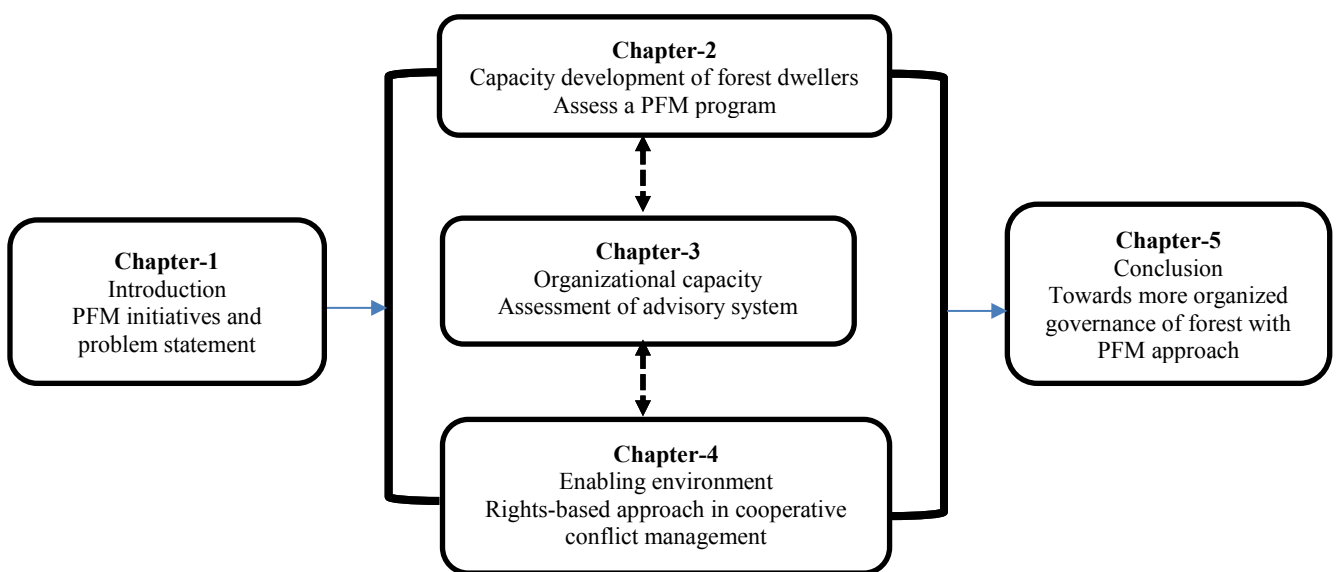 Chapter-1
Introduction
PFM initiatives and
problem statement
Chapter-2
Capacity development of forest dwellers
Assess a PFM program
Chapter-3
Organizational capacity
Assessment of advisory system
Chapter-4
Enabling environment
Rights-based approach in cooperative
conflict management
Chapter-5
Conclusion
Towards more organized
governance of forest with
PFM approach